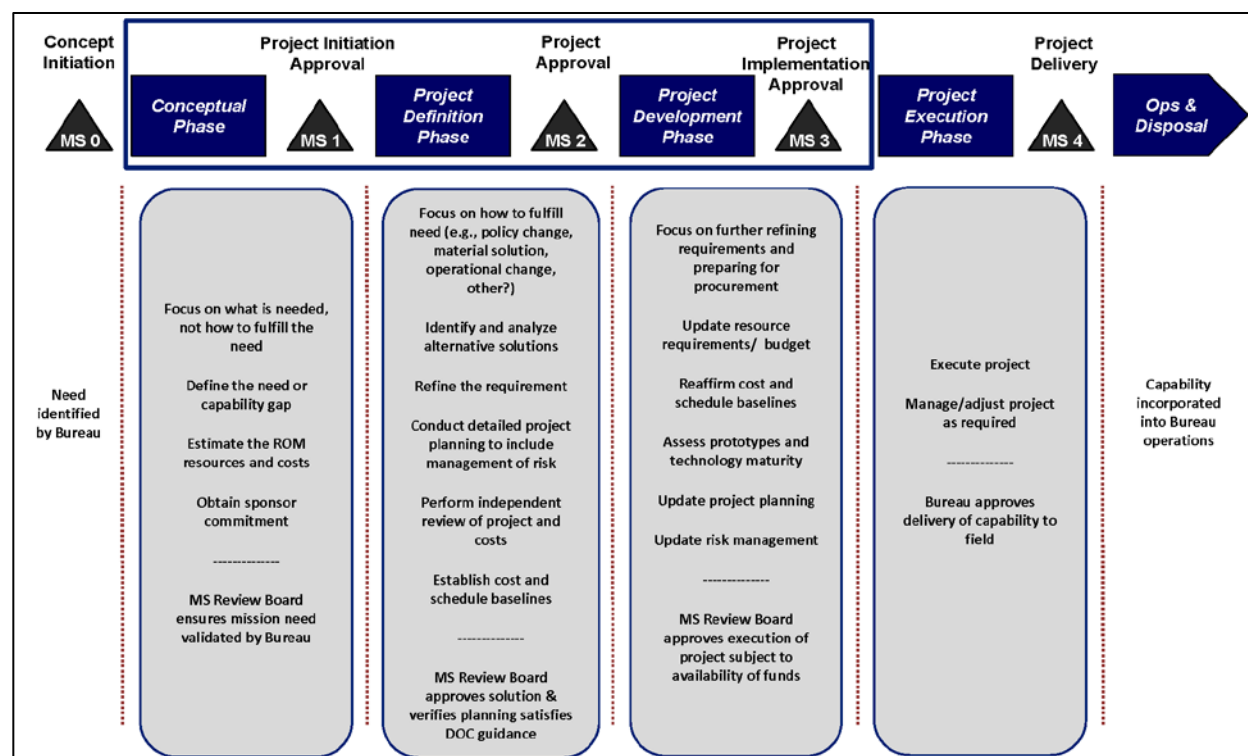 Concept
Initiation
MS 0
Conceptual
Phase
Project Initiation
Approval
MS 1
Project
Definition
Phase
Project
Approval
MS 2
Project
Development
Phase
Project
Implementation
Approval
MS 3
Project
Execution
Phase
Project
Delivery
MS 4
Ops &
Disposal
Need
identified
by Bureau
Focus on what is needed,
not how to fulfill the
need
Define the need or
capability gap
Estimate the ROM
resources and costs
Obtain sponsor
commitment
--------------
MS Review Board
ensures mission need
validated by Bureau
Focus on how to fulfill
need (e.g., policy change,
material solution,
operational change,
other?)
Identify and analyze
alternative solutions
Refine the requirement
Conduct detailed project
planning to include
management of risk
Perform independent
review of project and
costs
Establish cost and
schedule baselines
--------------
MS Review Board
approves solution &
verifies planning satisfies
DOC guidance
Focus on further refining
requirements and
preparing for
procurement
Update resource
requirements/ budget
Reaffirm cost and
schedule baselines
Assess prototypes and
technology maturity
Update project planning
Update risk management
--------------
MS Review Board
approves execution of
project subject to
availability of funds
Execute project
Manage/adjust project
as required
--------------
Bureau approves
delivery of capability to
field
Capability
incorporated
into Bureau
operations